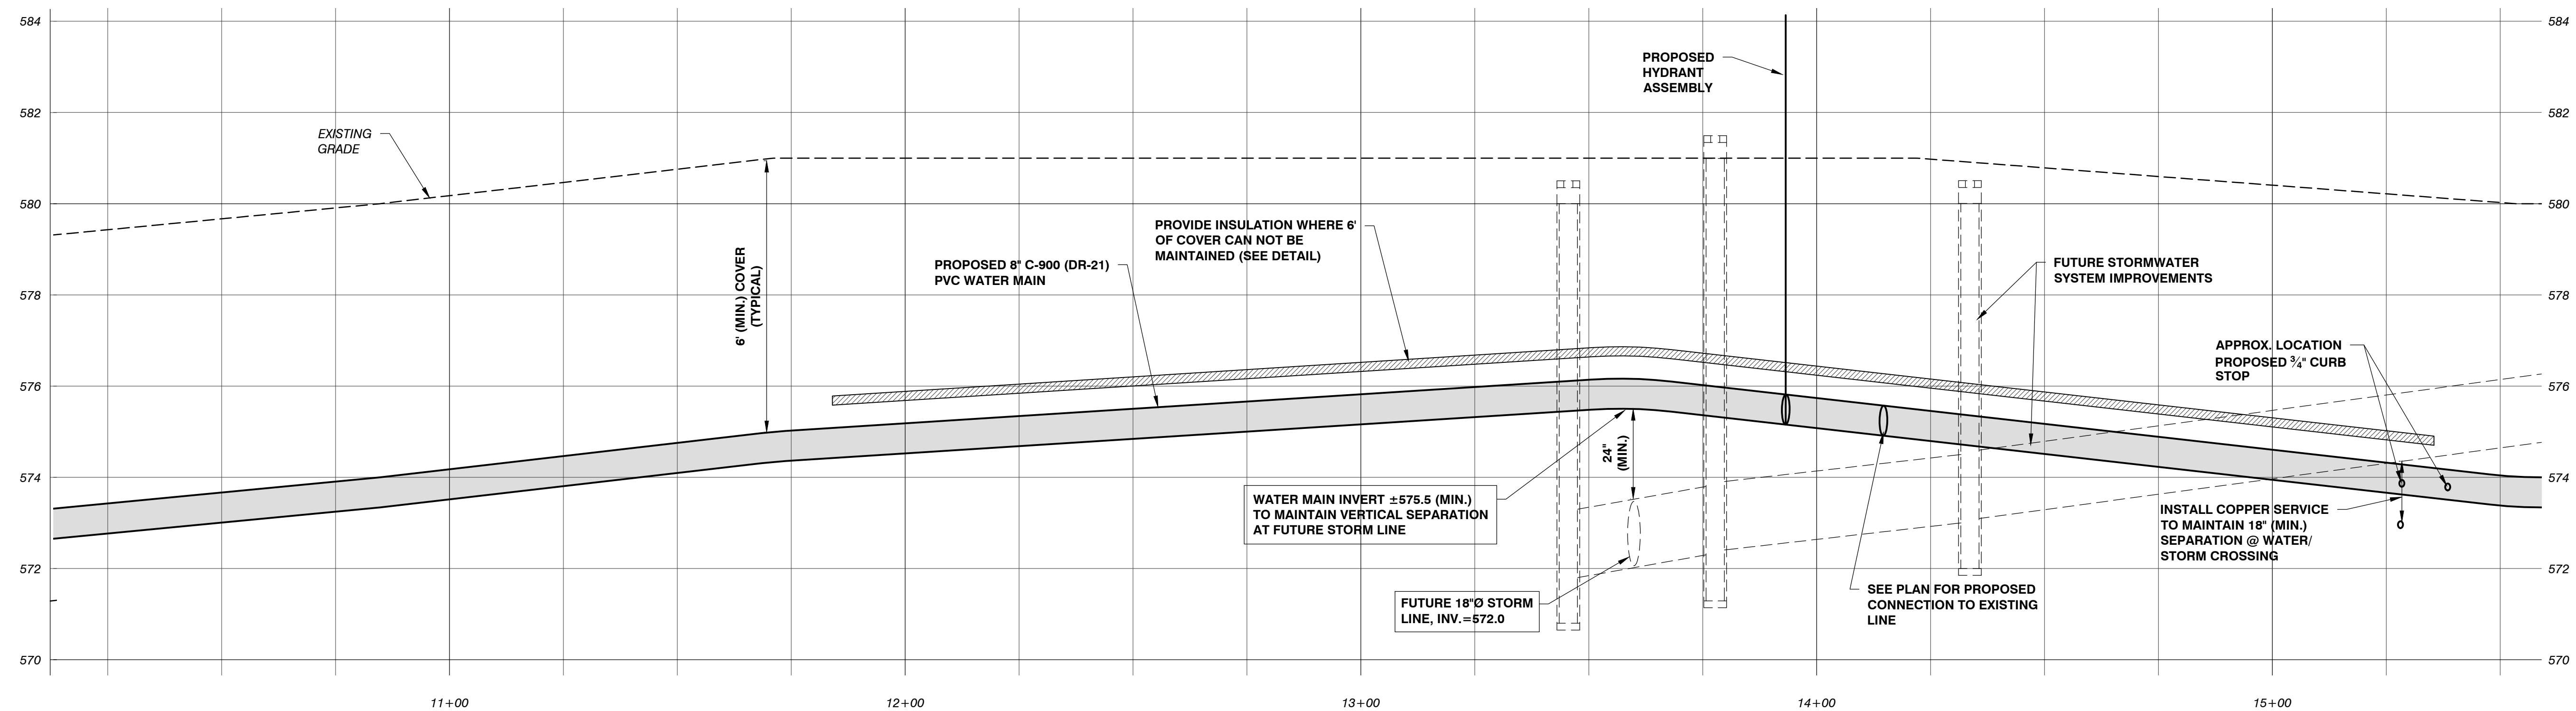 584
584
582
582
580
580
578
578
576
576
574
574
572
572
570
570
EXISTING
GRADE
6' (MIN.) COVER
(TYPICAL)
PROPOSED 8" C-900 (DR-21)
PVC WATER MAIN
PROVIDE INSULATION WHERE 6'
OF COVER CAN NOT BE
MAINTAINED (SEE DETAIL)
PROPOSED
HYDRANT
ASSEMBLY
FUTURE STORMWATER
SYSTEM IMPROVEMENTS
APPROX. LOCATION
PROPOSED ¾" CURB
STOP
24"
(MIN.)
WATER MAIN INVERT ±575.5 (MIN.)
TO MAINTAIN VERTICAL SEPARATION
AT FUTURE STORM LINE
INSTALL COPPER SERVICE
TO MAINTAIN 18" (MIN.)
SEPARATION @ WATER/
STORM CROSSING
FUTURE 18"Ø STORM
LINE, INV.=572.0
SEE PLAN FOR PROPOSED
CONNECTION TO EXISTING
LINE
11+00
12+00
13+00
14+00
15+00